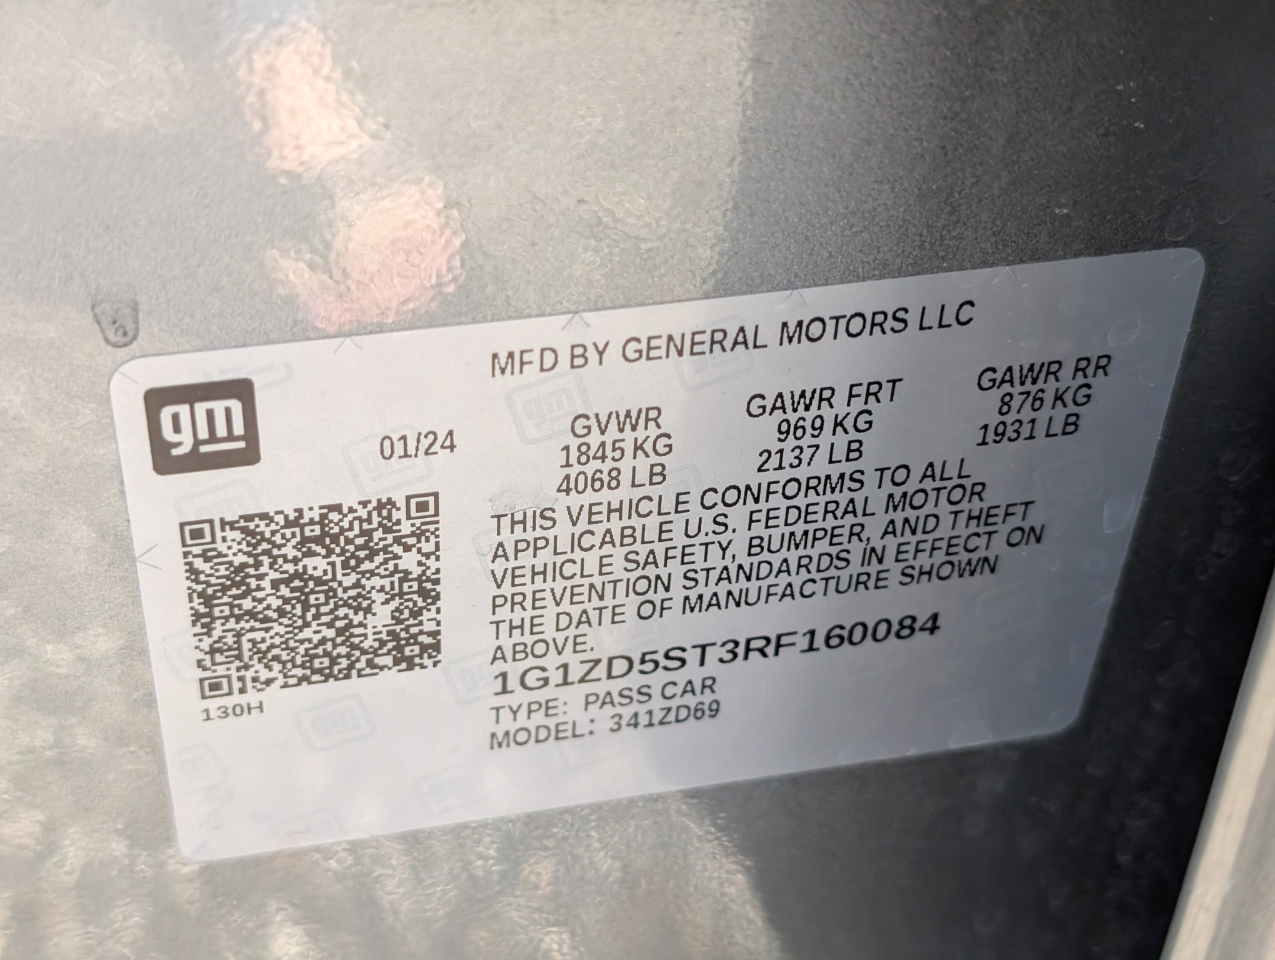 MFD BY GENERAL MOTORS LLC
gm
01/24
GVWR GAWR FRT GAWR RR
1845 KG 969 KG 876 KG
4068 LB 2137 LB 1931 LB
THIS VEHICLE CONFORMS TO ALL
APPLICABLE U.S. FEDERAL MOTOR
VEHICLE SAFETY, BUMPER, AND THEFT
PREVENTION STANDARDS IN EFFECT ON
THE DATE OF MANUFACTURE SHOWN
ABOVE.
1G1ZD5ST3RF160084
TYPE: PASS CAR
MODEL: 341ZD69
130H